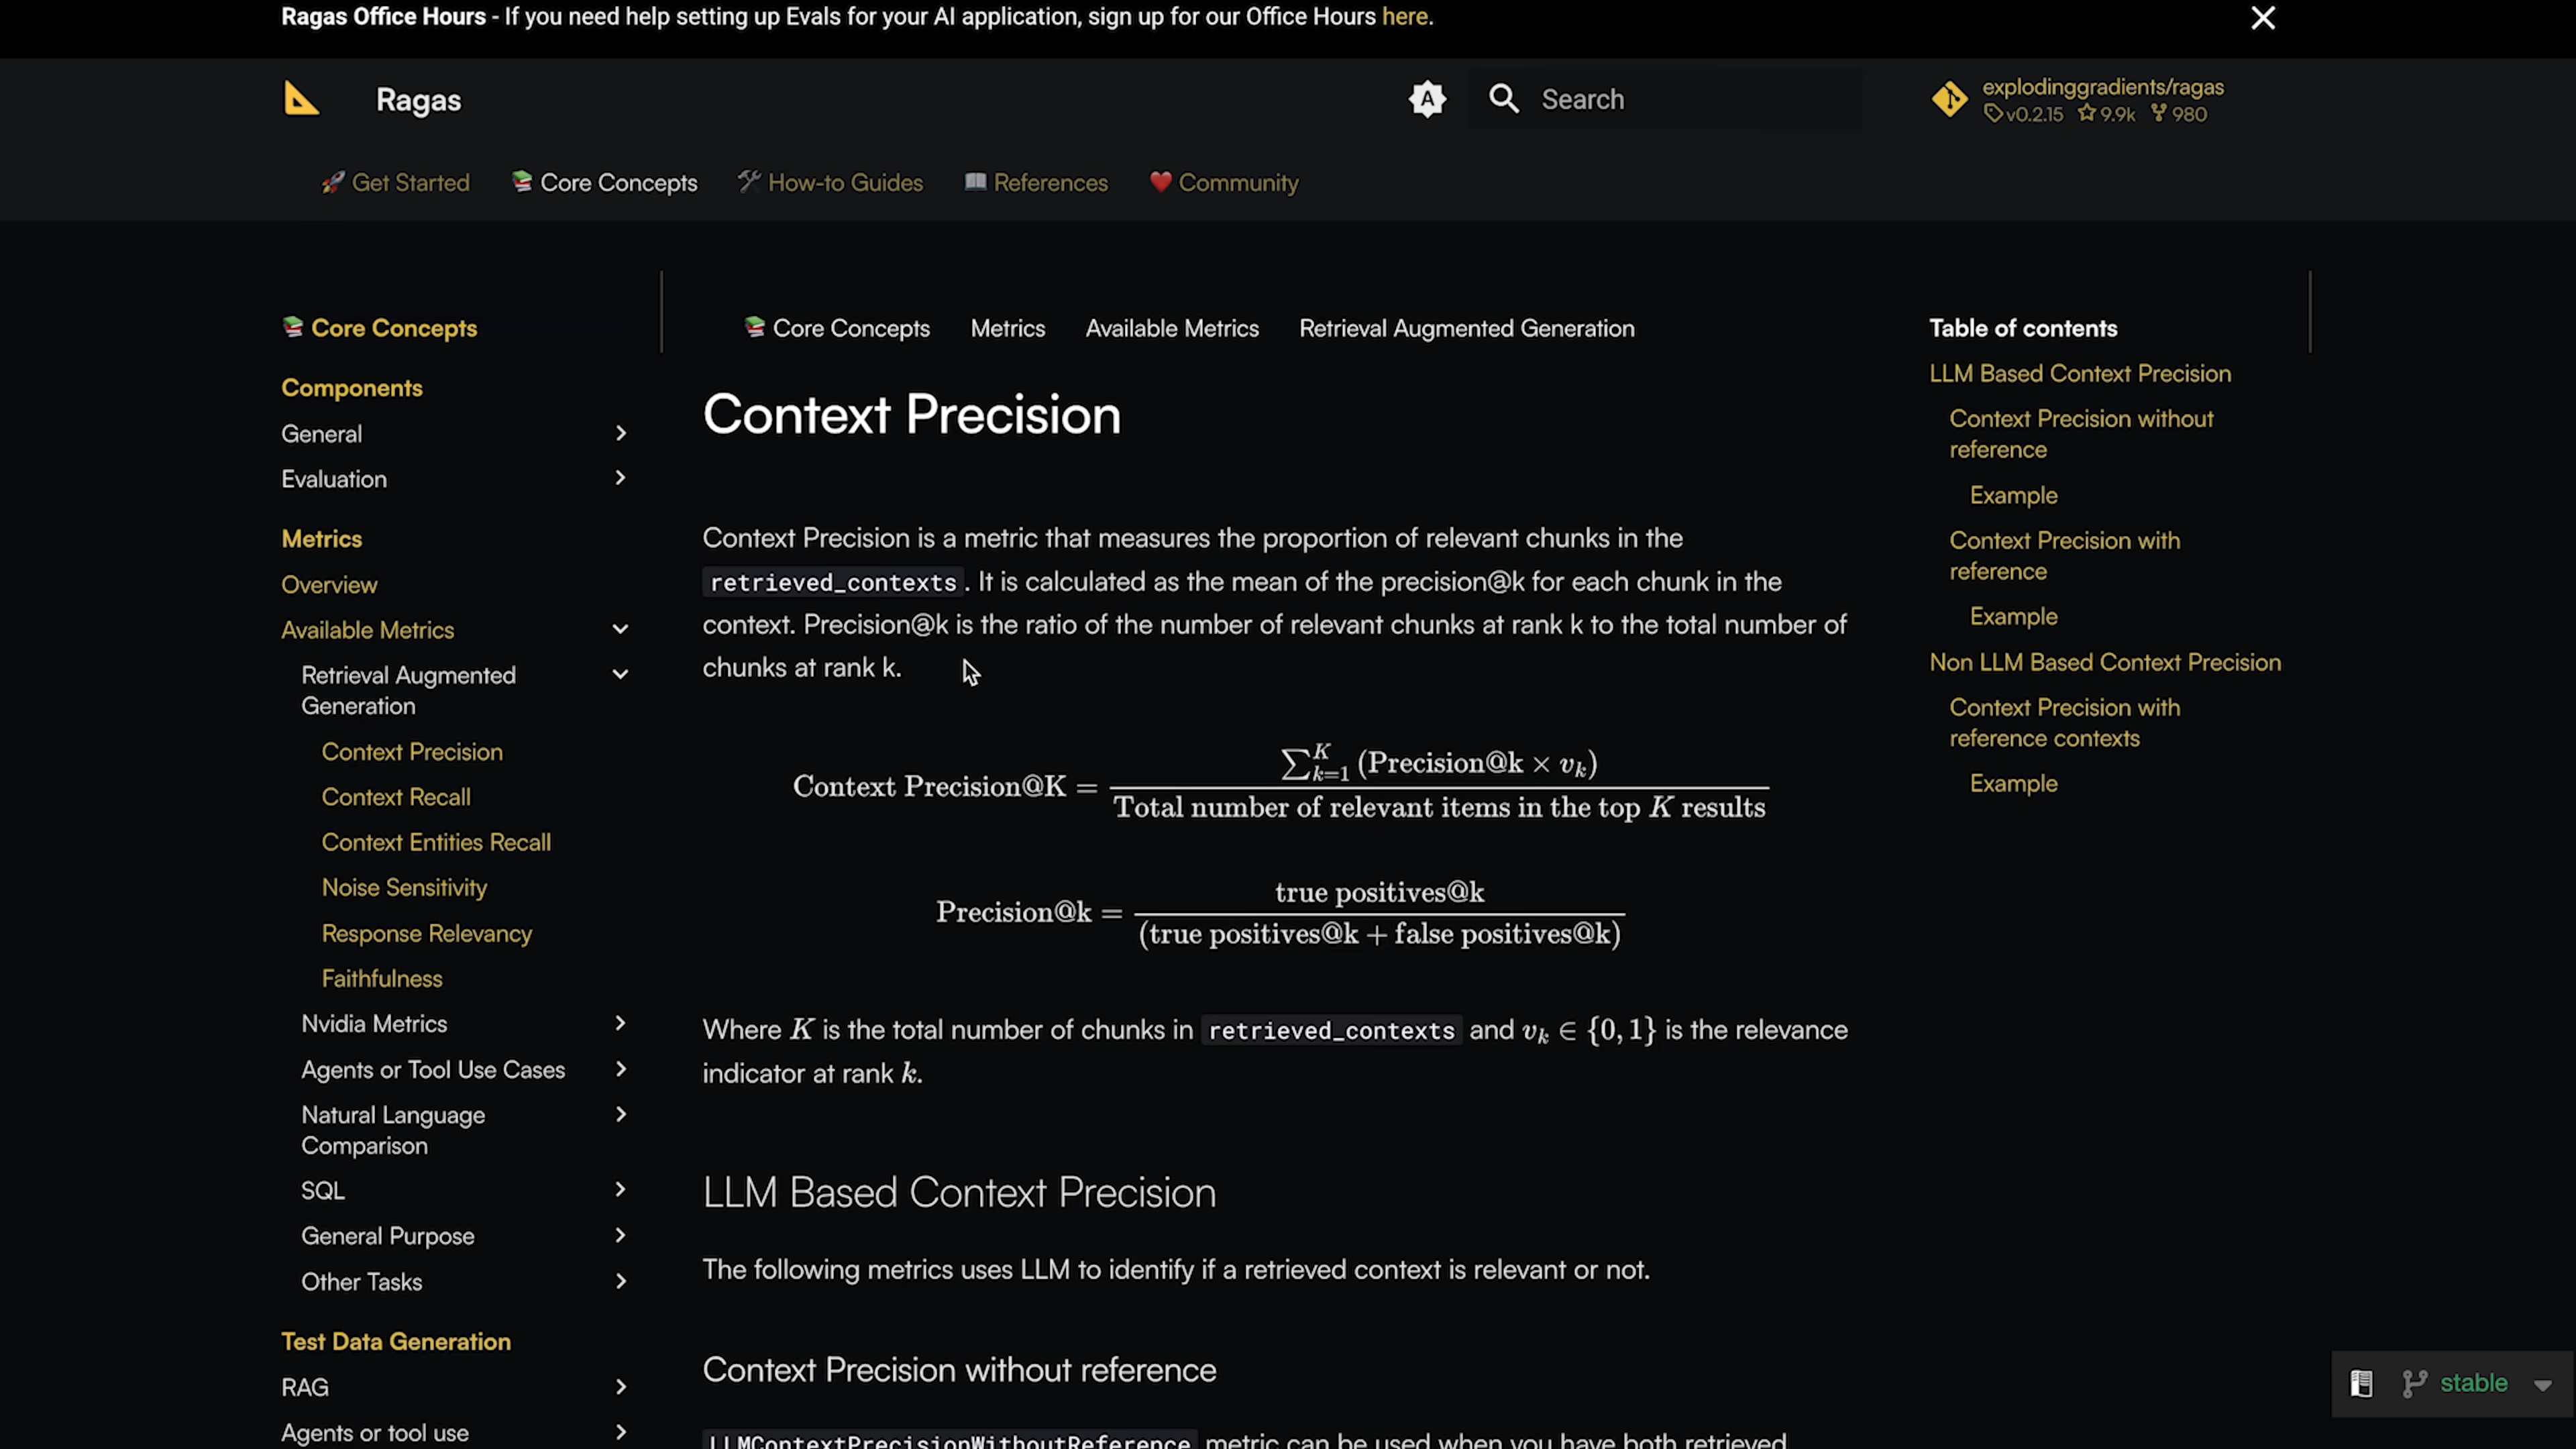 Ragas Office Hours - If you need help setting up Evals for your AI application, sign up for our Office Hours here.
Ragas
Search
explodinggradients/ragas
v0.2.15 9.9k 980
Get Started
Core Concepts
How-to Guides
References
Community
Core Concepts
Components
General
Evaluation
Metrics
Overview
Available Metrics
Retrieval Augmented
Generation
Context Precision
Context Recall
Context Entities Recall
Noise Sensitivity
Response Relevancy
Faithfulness
Nvidia Metrics
Agents or Tool Use Cases
Natural Language
Comparison
SQL
General Purpose
Other Tasks
Test Data Generation
RAG
Agents or tool use
Core Concepts Metrics Available Metrics Retrieval Augmented Generation
Context Precision
Context Precision is a metric that measures the proportion of relevant chunks in the
retrieved_contexts. It is calculated as the mean of the precision@k for each chunk in the
context. Precision@k is the ratio of the number of relevant chunks at rank k to the total number of
chunks at rank k.
Context Precision@K = ∑_{k=1}^{K} (Precision@k × v_k) / Total number of relevant items in the top K results
Precision@k = true positives@k / (true positives@k + false positives@k)
Where K is the total number of chunks in retrieved_contexts and v_k ∈ {0, 1} is the relevance
indicator at rank k.
LLM Based Context Precision
The following metrics uses LLM to identify if a retrieved context is relevant or not.
Context Precision without reference
LLMContextPrecisionWithoutReference metric can be used when you have both retrieved
Table of contents
LLM Based Context Precision
Context Precision without
reference
Example
Context Precision with
reference
Example
Non LLM Based Context Precision
Context Precision with
reference contexts
Example
stable